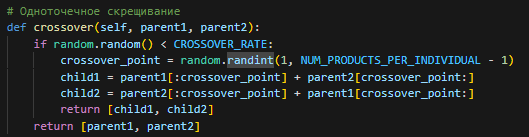 # Одноточечное скрещивание
def crossover(self, parent1, parent2):
    if random.random() < CROSSOVER_RATE:
        crossover_point = random.randint(1, NUM_PRODUCTS_PER_INDIVIDUAL - 1)
        child1 = parent1[:crossover_point] + parent2[crossover_point:]
        child2 = parent2[:crossover_point] + parent1[crossover_point:]
        return [child1, child2]
    return [parent1, parent2]